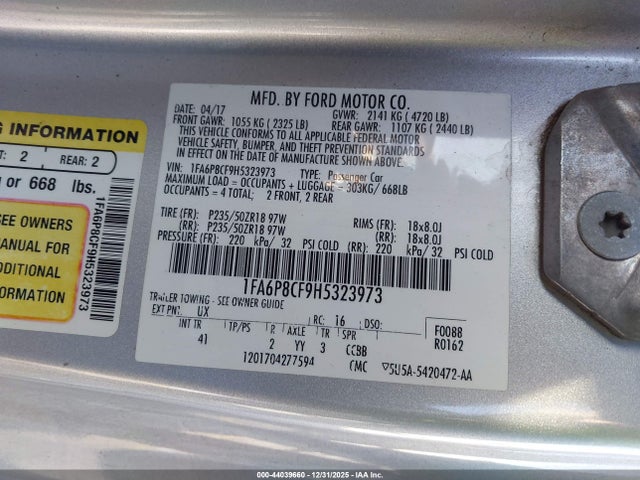 G INFORMATION
T: 2 REAR: 2
g or 668 lbs.
SEE OWNERS
MANUAL FOR
ADDITIONAL
INFORMATION
1FA6P8CF9H5323973
MFD. BY FORD MOTOR CO.
DATE: 04/17 GVWR: 2141 KG ( 4720 LB)
FRONT GAWR: 1055 KG ( 2325 LB) REAR GAWR: 1107 KG ( 2440 LB)
THIS VEHICLE CONFORMS TO ALL APPLICABLE FEDERAL MOTOR
VEHICLE SAFETY, BUMPER, AND THEFT PREVENTION STANDARDS
IN EFFECT ON THE DATE OF MANUFACTURE SHOWN ABOVE.
VIN: 1FA6P8CF9H5323973 TYPE: Passenger Car
MAXIMUM LOAD = OCCUPANTS + LUGGAGE = 303KG / 668LB
OCCUPANTS = 4 TOTAL; 2 FRONT, 2 REAR
TIRE (FR): P235/50ZR18 97W RIMS (FR): 18x8.0J
(RR): P235/50ZR18 97W (RR): 18x8.0J
PRESSURE (FR): 220 kPa/ 32 PSI COLD (RR) 220 kPa/ 32 PSI COLD
1FA6P8CF9H5323973
TRAILER TOWING - SEE OWNER GUIDE
EXT PNT: UX RC: 16 DSO: F0088
INT TR TP/PS R AXLE TR SPR R0162
41 2 YY 3 CCBB
1201704277594 CMC 5U5A-5420472-AA
000-44039660 - 12/31/2025 - IAAI.COM